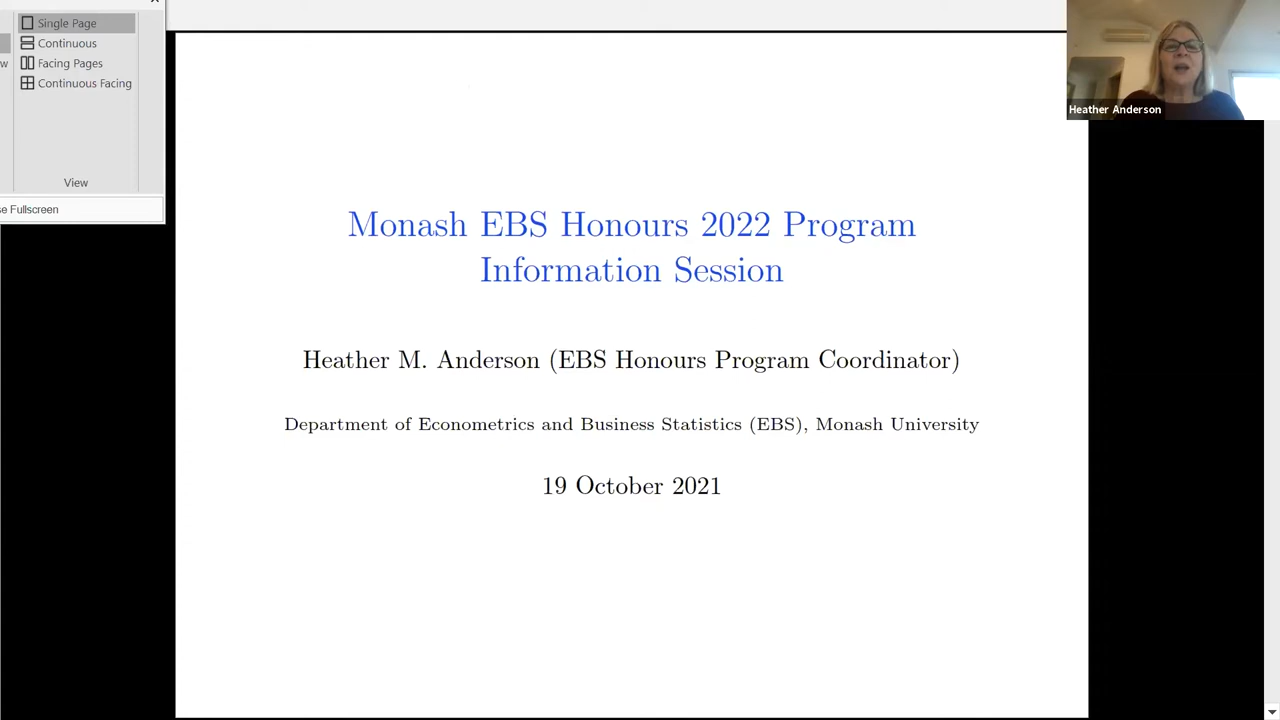 Single Page
Continuous
Facing Pages
Continuous Facing
View
Fullscreen
Heather Anderson
Monash EBS Honours 2022 Program
Information Session
Heather M. Anderson (EBS Honours Program Coordinator)
Department of Econometrics and Business Statistics (EBS), Monash University
19 October 2021